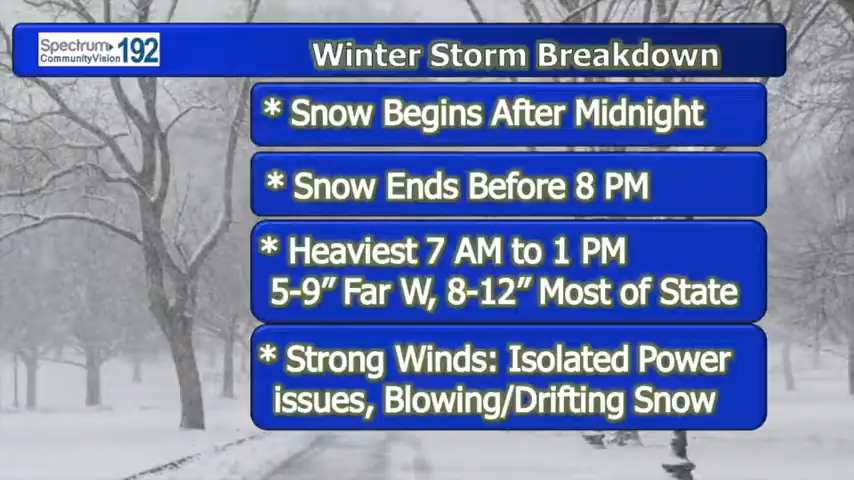 Spectrum
CommunityVision 192
Winter Storm Breakdown
* Snow Begins After Midnight
* Snow Ends Before 8 PM
* Heaviest 7 AM to 1 PM
5-9” Far W, 8-12” Most of State
* Strong Winds: Isolated Power
issues, Blowing/Drifting Snow